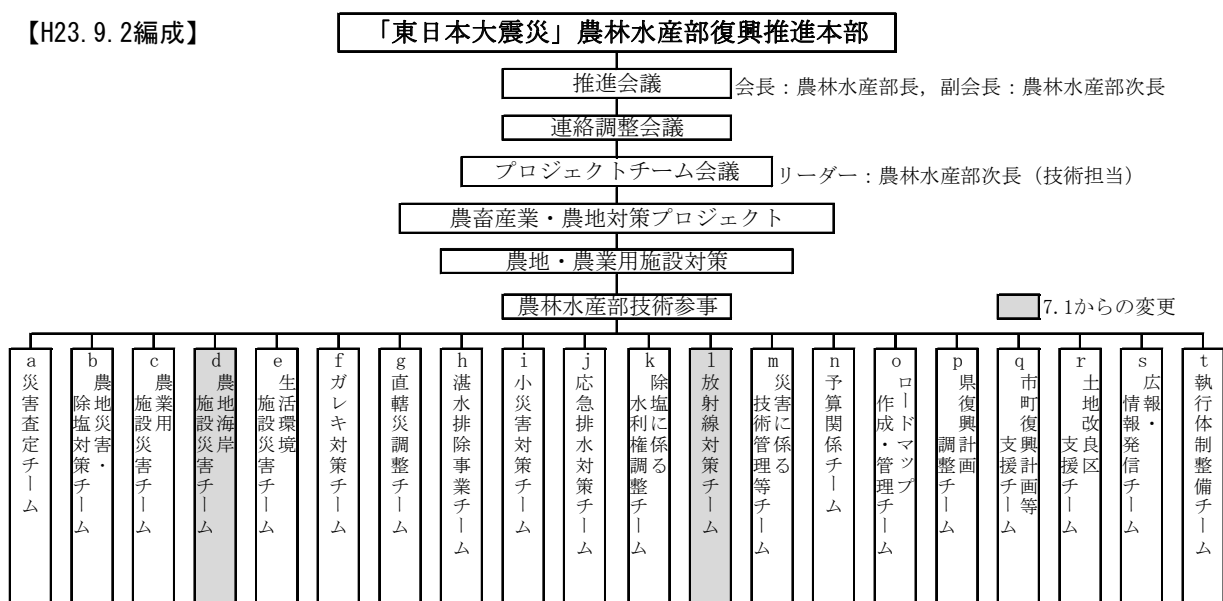 【H23.9.2編成】
「東日本大震災」農林水産部復興推進本部
推進会議
会長：農林水産部長，副会長：農林水産部次長
連絡調整会議
プロジェクトチーム会議
リーダー：農林水産部次長（技術担当）
農畜産業・農地対策プロジェクト
農地・農業用施設対策
農林水産部技術参事
7.1からの変更
a
災害査定チーム
b
農地災害・
除塩対策チーム
c
農業用
施設災害チーム
d
農地海岸
施設災害チーム
e
生活環境
施設災害チーム
f
ガレキ対策チーム
g
直轄災調整チーム
h
湛水排除事業チーム
i
小災害対策チーム
j
応急排水対策チーム
k
除塩に係る
水利権調整チーム
l
放射線対策チーム
m
災害に係る
技術管理等チーム
n
予算関係チーム
o
ロードマップ
作成・管理チーム
p
県復興計画
調整チーム
q
市町復興計画等
支援チーム
r
土地改良区
支援チーム
s
広報・
情報発信チーム
t
執行体制整備チーム